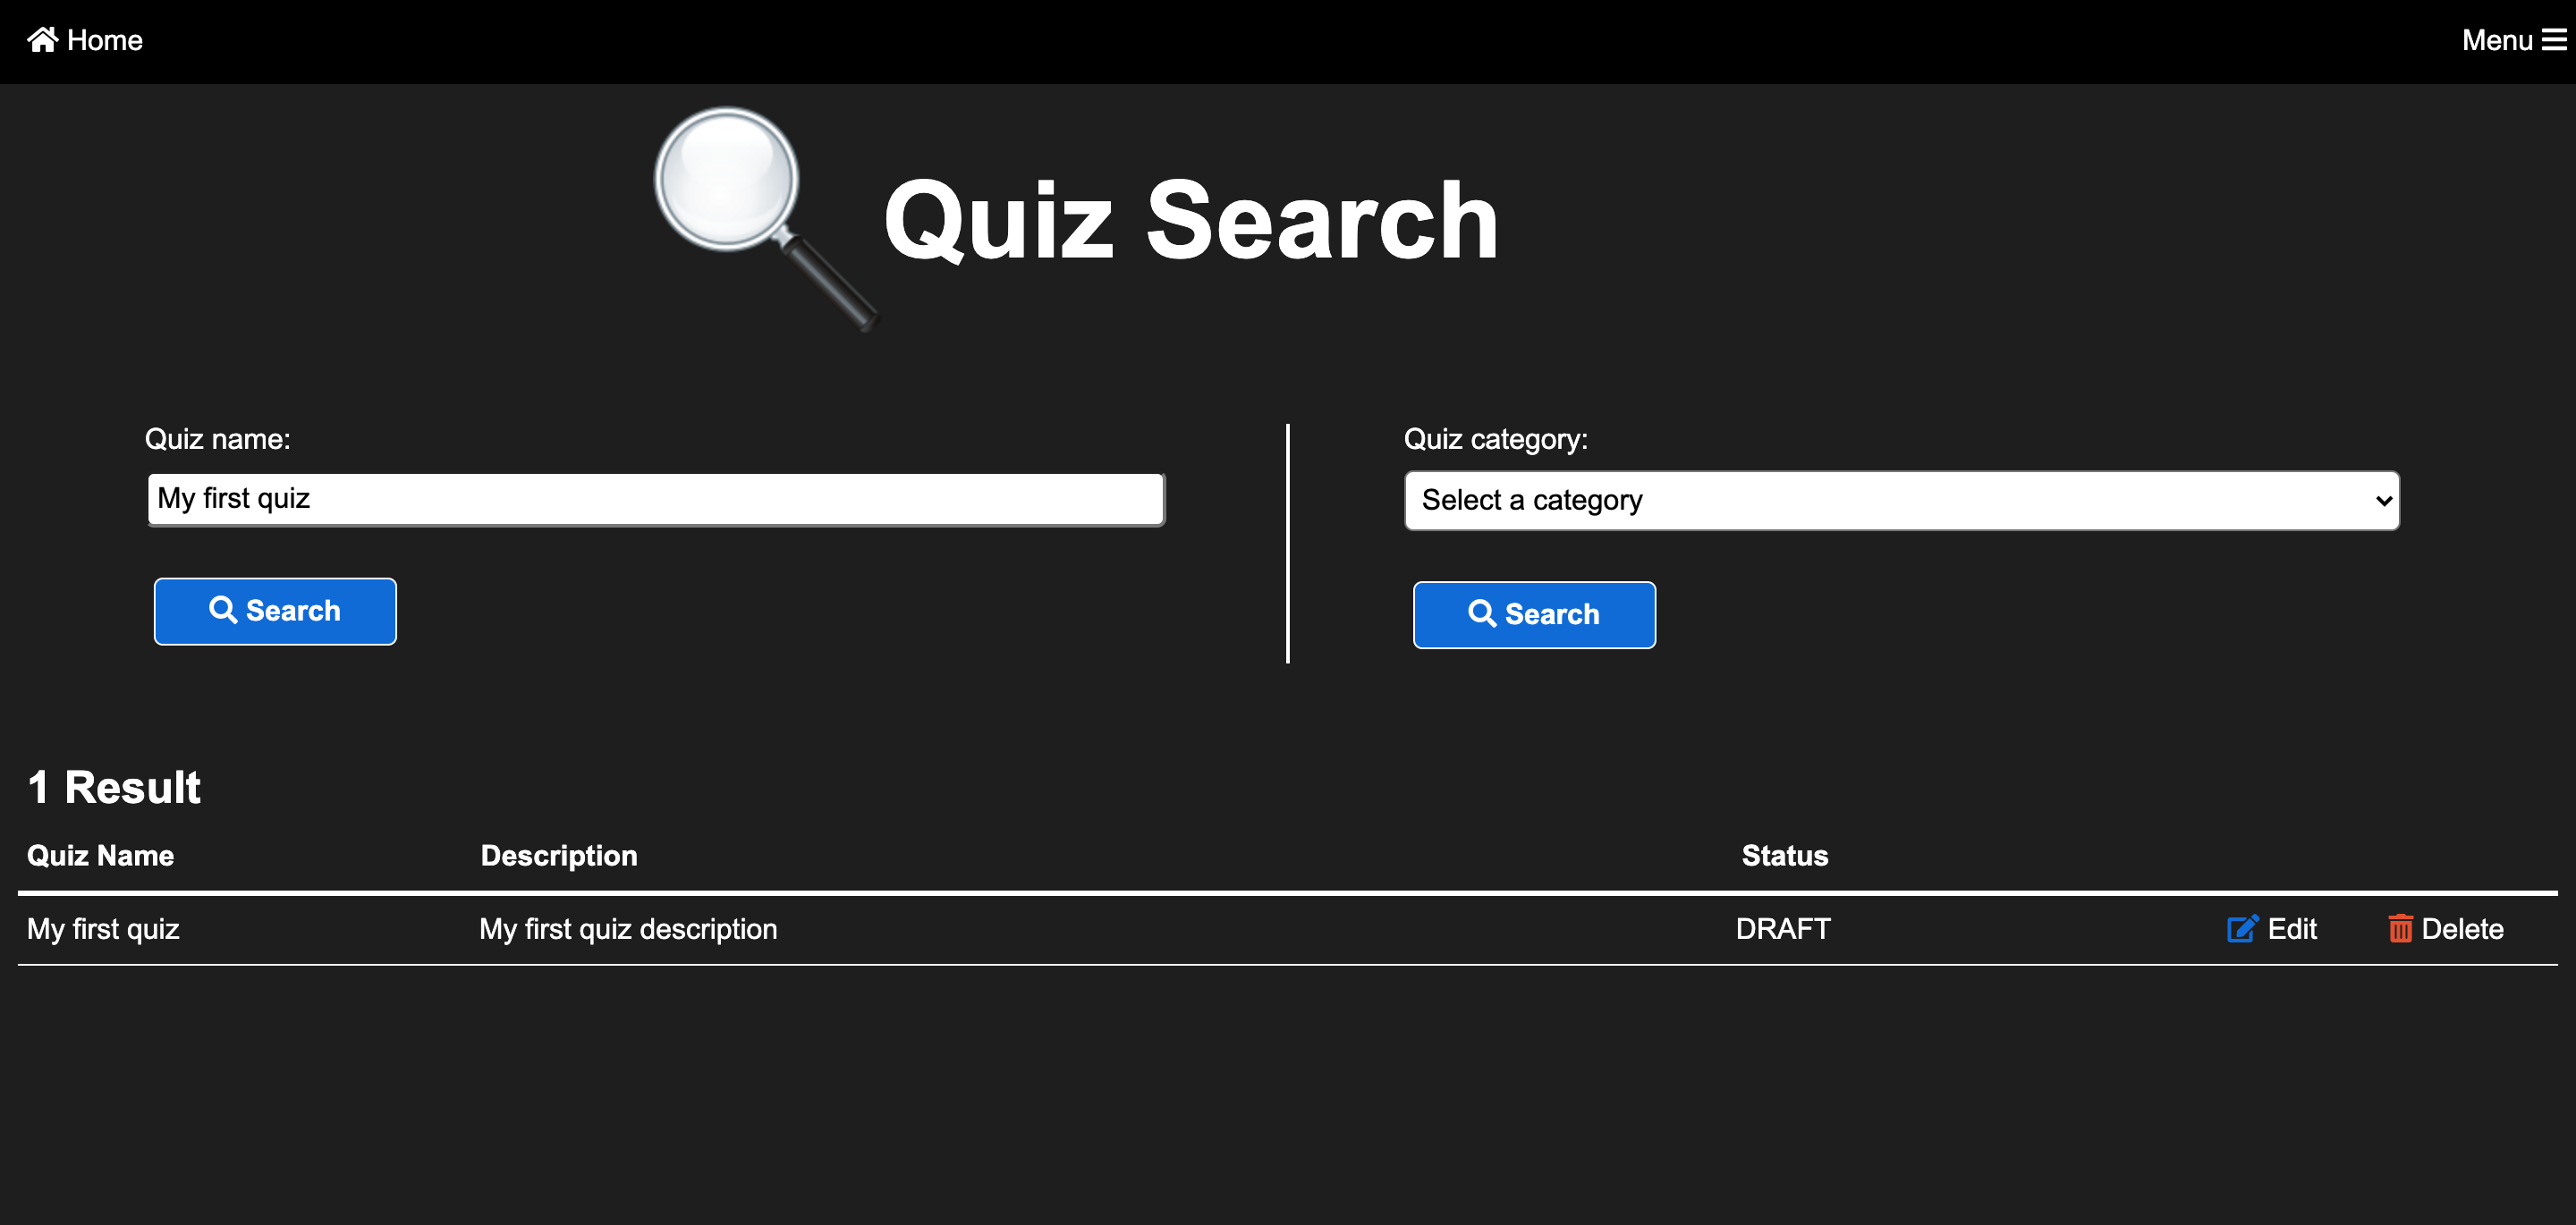 Home
Menu
Quiz Search
Quiz name:
My first quiz
Search
Quiz category:
Select a category
Search
1 Result
Quiz Name Description Status
My first quiz My first quiz description DRAFT Edit Delete